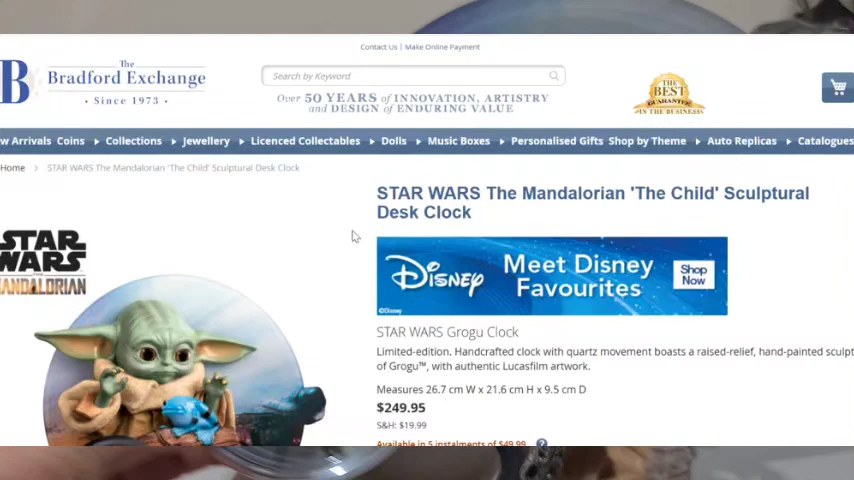 Contact Us | Make Online Payment
B The
Bradford Exchange
• Since 1973 •
Search by Keyword
Over 50 YEARS of INNOVATION, ARTISTRY
and DESIGN of ENDURING VALUE
THE
BEST
GUARANTEE
IN THE BUSINESS
w Arrivals Coins Collections Jewellery Licenced Collectables Dolls Music Boxes Personalised Gifts Shop by Theme Auto Replicas Catalogues
Home > STAR WARS The Mandalorian 'The Child' Sculptural Desk Clock
STAR WARS The Mandalorian 'The Child' Sculptural
Desk Clock
STAR
WARS
THE
MANDALORIAN
Disney
Meet Disney
Favourites
Shop
Now
©Disney
STAR WARS Grogu Clock
Limited-edition. Handcrafted clock with quartz movement boasts a raised-relief, hand-painted sculpt
of Grogu™, with authentic Lucasfilm artwork.
Measures 26.7 cm W x 21.6 cm H x 9.5 cm D
$249.95
S&H: $19.99
Available in 5 instalments of $49.99 ?